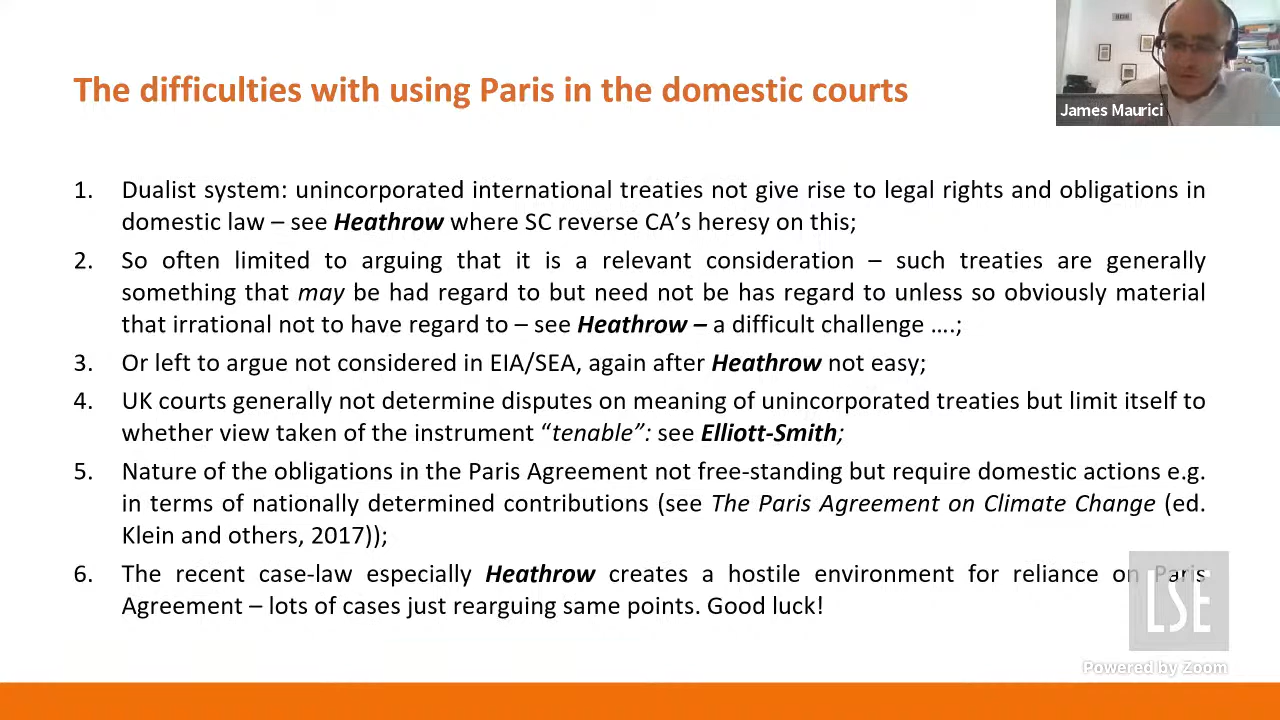 The difficulties with using Paris in the domestic courts
James Maurici
1. Dualist system: unincorporated international treaties not give rise to legal rights and obligations in
domestic law – see Heathrow where SC reverse CA’s heresy on this;
2. So often limited to arguing that it is a relevant consideration – such treaties are generally
something that may be had regard to but need not be has regard to unless so obviously material
that irrational not to have regard to – see Heathrow – a difficult challenge ….;
3. Or left to argue not considered in EIA/SEA, again after Heathrow not easy;
4. UK courts generally not determine disputes on meaning of unincorporated treaties but limit itself to
whether view taken of the instrument “tenable”: see Elliott-Smith;
5. Nature of the obligations in the Paris Agreement not free-standing but require domestic actions e.g.
in terms of nationally determined contributions (see The Paris Agreement on Climate Change (ed.
Klein and others, 2017));
6. The recent case-law especially Heathrow creates a hostile environment for reliance on Paris
Agreement – lots of cases just rearguing same points. Good luck!
LSE
Powered by Zoom